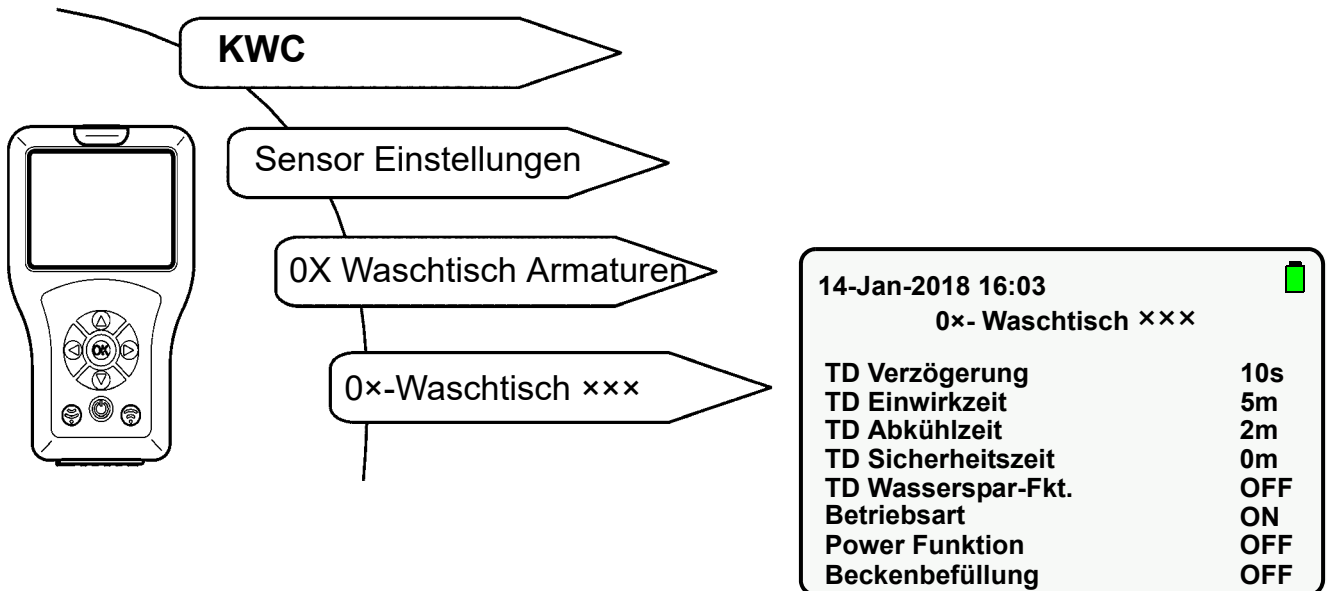 KWC
Sensor Einstellungen
0X Waschtisch Armaturen
0×-Waschtisch ×××
OK
14-Jan-2018 16:03
0×- Waschtisch ×××
TD Verzögerung 10s
TD Einwirkzeit 5m
TD Abkühlzeit 2m
TD Sicherheitszeit 0m
TD Wasserspar-Fkt. OFF
Betriebsart ON
Power Funktion OFF
Beckenbefüllung OFF